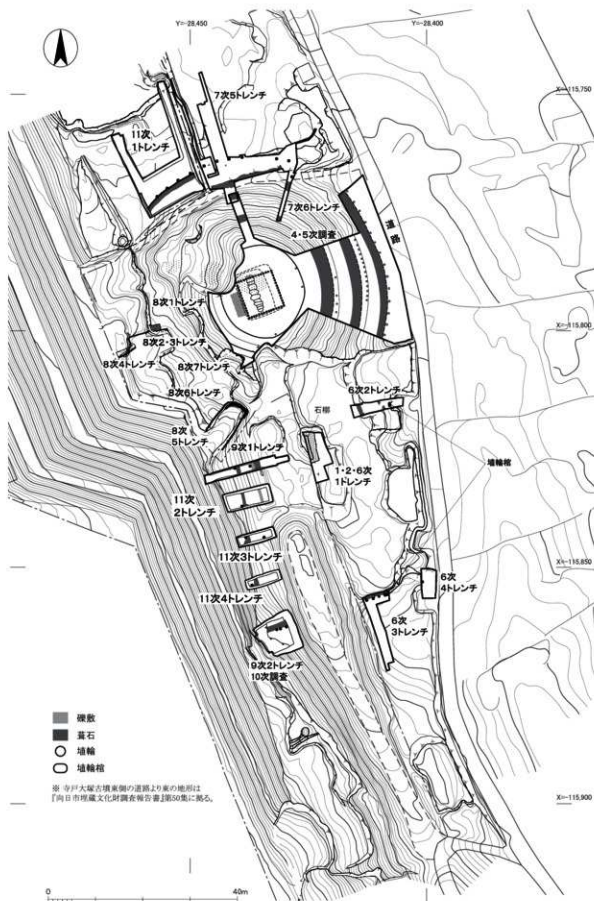 Y=-28,450
Y=-28,400
X=-115,750
7次5トレンチ
11次
1トレンチ
7次6トレンチ
4・5次調査
道路
8次1トレンチ
X=-115,800
8次2・3トレンチ
8次4トレンチ
8次7トレンチ
8次6トレンチ
6次2トレンチ
石槨
8次
5トレンチ
9次1トレンチ
埴輪棺
1・2・6次
1トレンチ
11次
2トレンチ
11次3トレンチ
X=-115,850
11次4トレンチ
6次
4トレンチ
6次
3トレンチ
9次2トレンチ
10次調査
礫敷
葺石
埴輪
埴輪棺
※ 寺戸大塚古墳東側の道路より東の地形は
『向日市埋蔵文化財調査報告書』第50集に拠る。
X=-115,900
0
40m